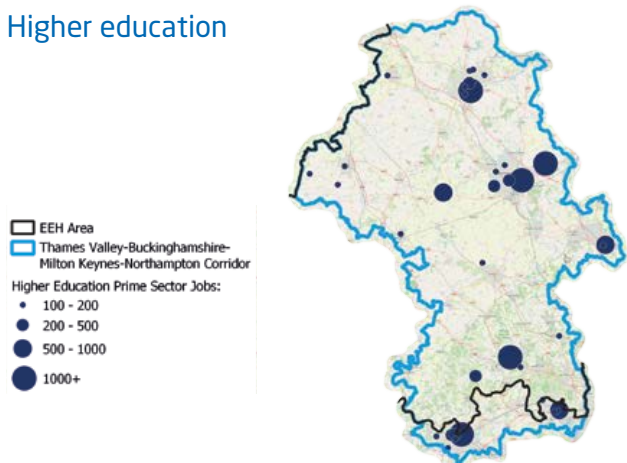 Higher education
EEH Area
Thames Valley-Buckinghamshire-
Milton Keynes-Northampton Corridor
Higher Education Prime Sector Jobs:
100 - 200
200 - 500
500 - 1000
1000+